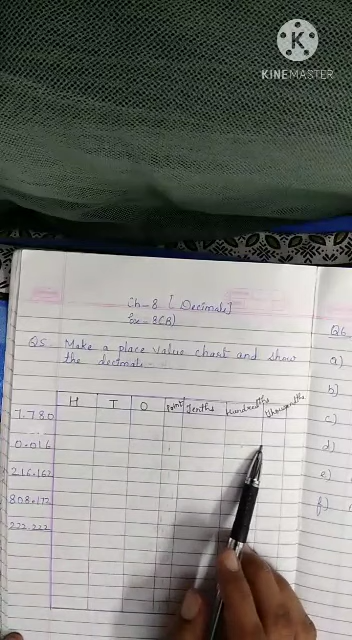 K
KINEMASTER
Ch-8 [Decimals]
Ex-8(B)
Q5 Make a place value chart and show
the decimals.
H T O Point Tenths Hundredths Thousandths
7.780
0.016
216.162
808.172
222.222
Q6
a)
b)
c)
d)
e)
f)